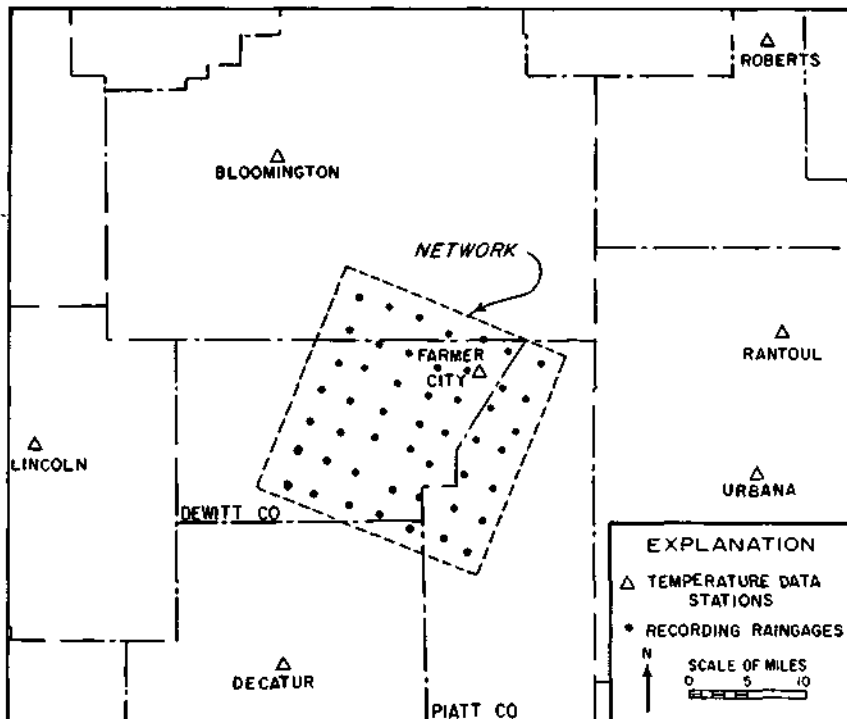 ROBERTS
BLOOMINGTON
NETWORK
FARMER
CITY
RANTOUL
LINCOLN
URBANA
DEWITT CO
EXPLANATION
TEMPERATURE DATA
STATIONS
RECORDING RAINGAGES
N
SCALE OF MILES
0 5 10
DECATUR
PIATT CO